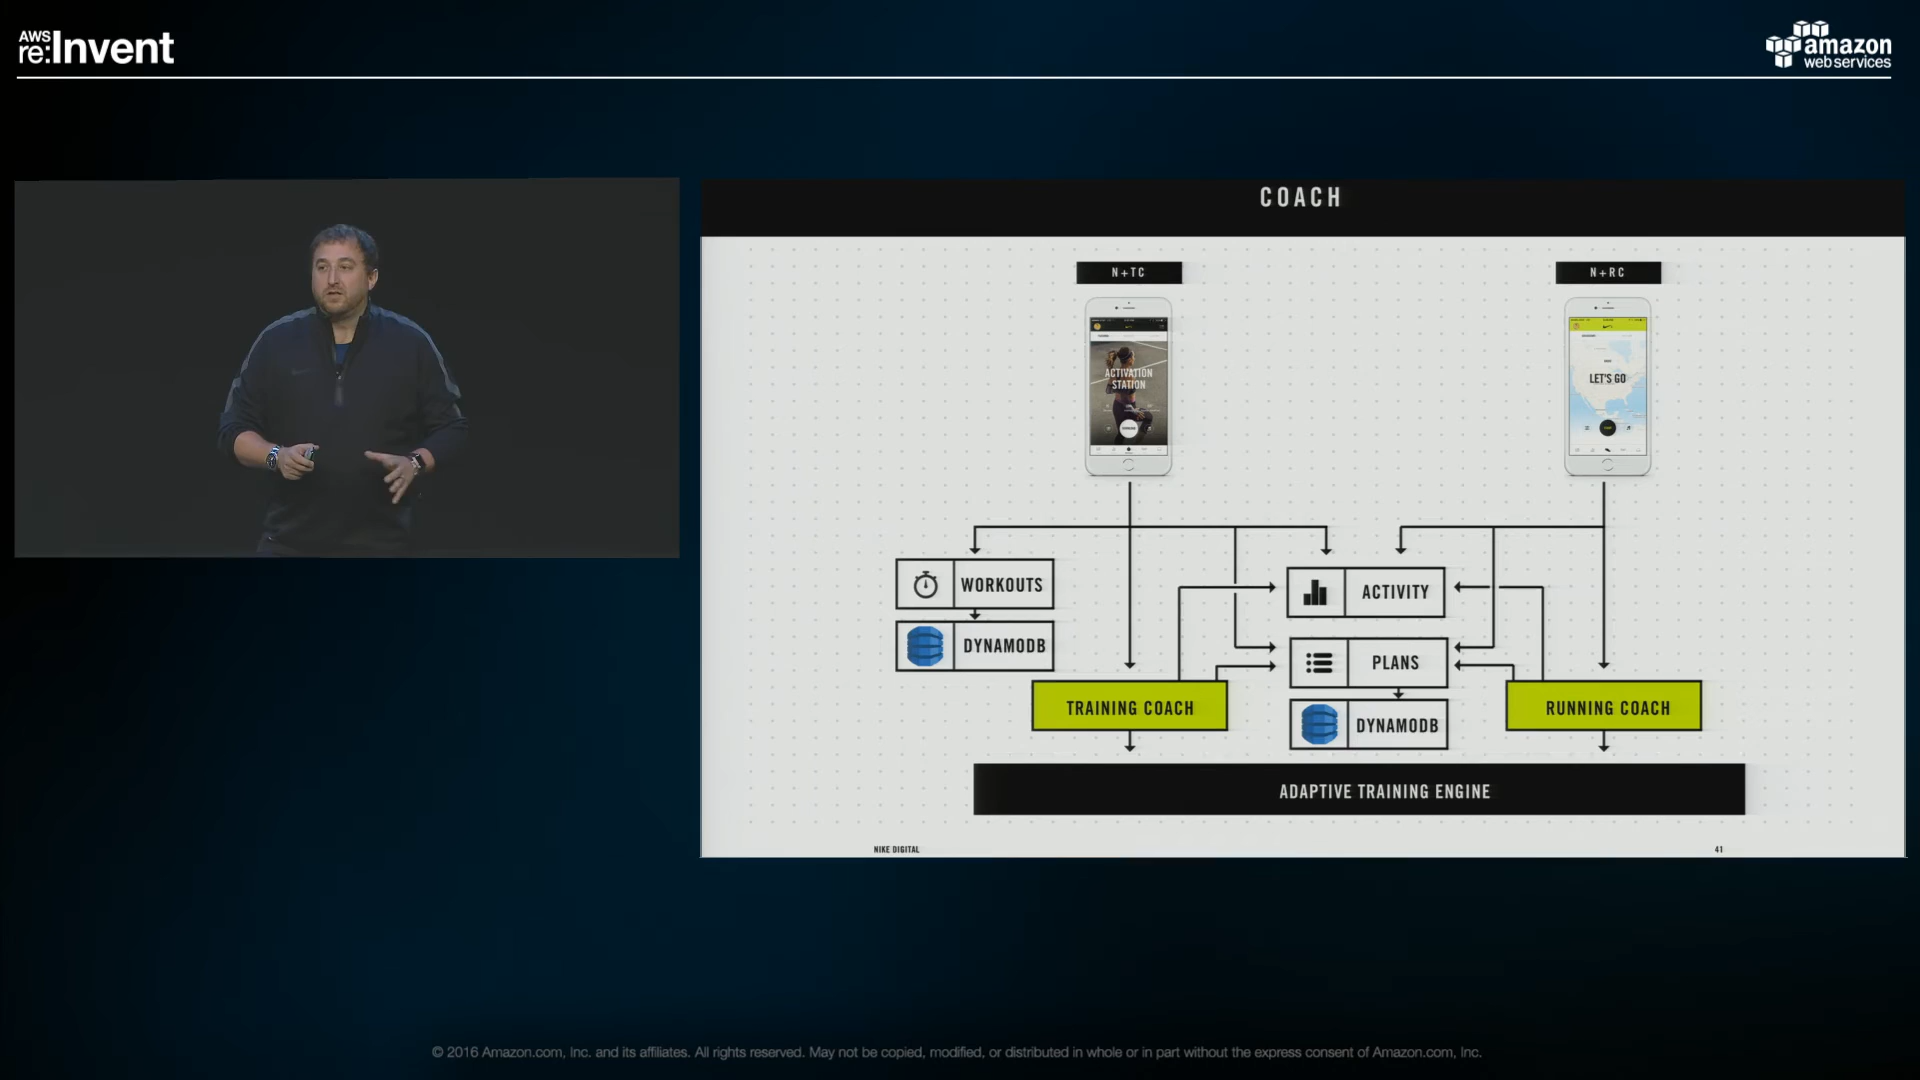 AWS
re:Invent
amazon
web services
COACH
N+TC
N+RC
ACTIVATION
STATION
LET'S GO
WORKOUTS
ACTIVITY
DYNAMODB
PLANS
TRAINING COACH
DYNAMODB
RUNNING COACH
ADAPTIVE TRAINING ENGINE
NIKE DIGITAL
41
© 2016 Amazon.com, Inc. and its affiliates. All rights reserved. May not be copied, modified, or distributed in whole or in part without the express consent of Amazon.com, Inc.